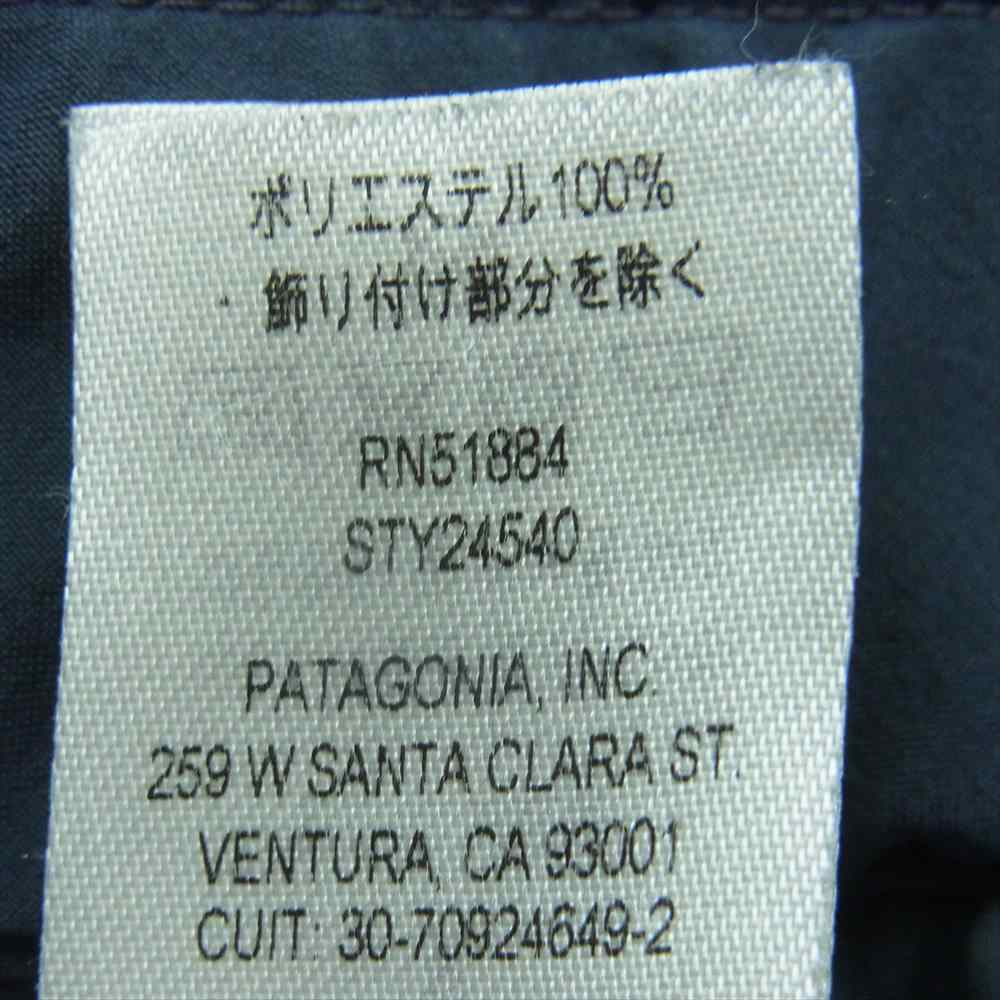 ポリエステル100%
飾り付け部分を除く
RN51884
STY24540
PATAGONIA, INC.
259 W SANTA CLARA ST.
VENTURA, CA 93001
CUIT: 30-70924649-2